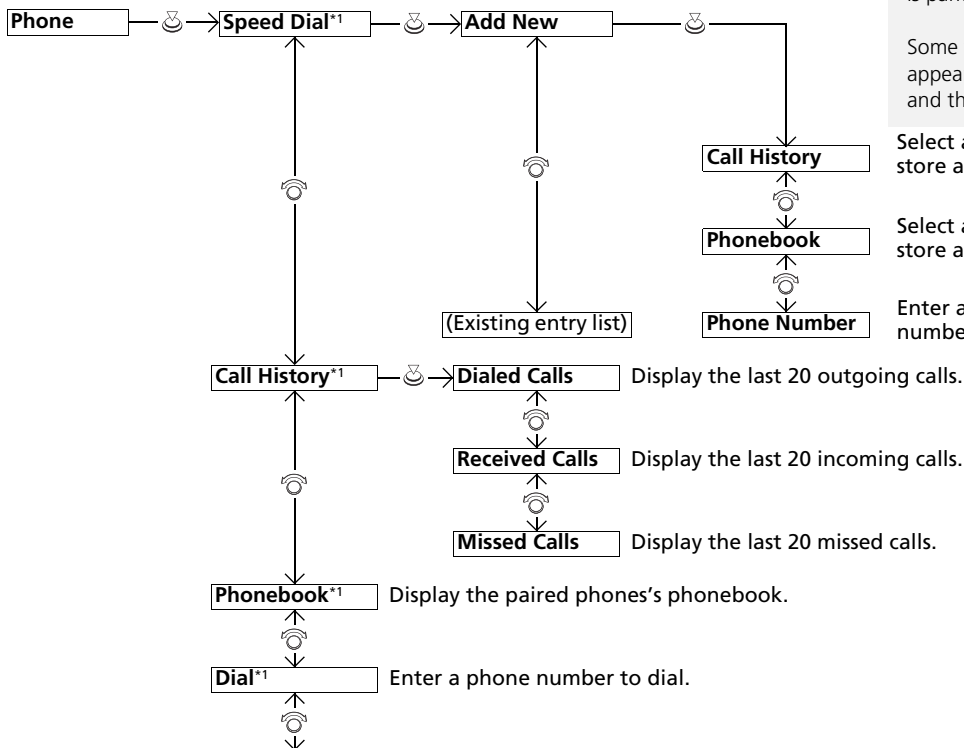 Phone
Speed Dial*1
Add New
Some
and th
Call History
Select a
store a
Phonebook
Select a
store a
(Existing entry list)
Phone Number
Enter a
numbe
Call History*1
Dialed Calls
Display the last 20 outgoing calls.
Received Calls
Display the last 20 incoming calls.
Missed Calls
Display the last 20 missed calls.
Phonebook*1
Display the paired phones's phonebook.
Dial*1
Enter a phone number to dial.